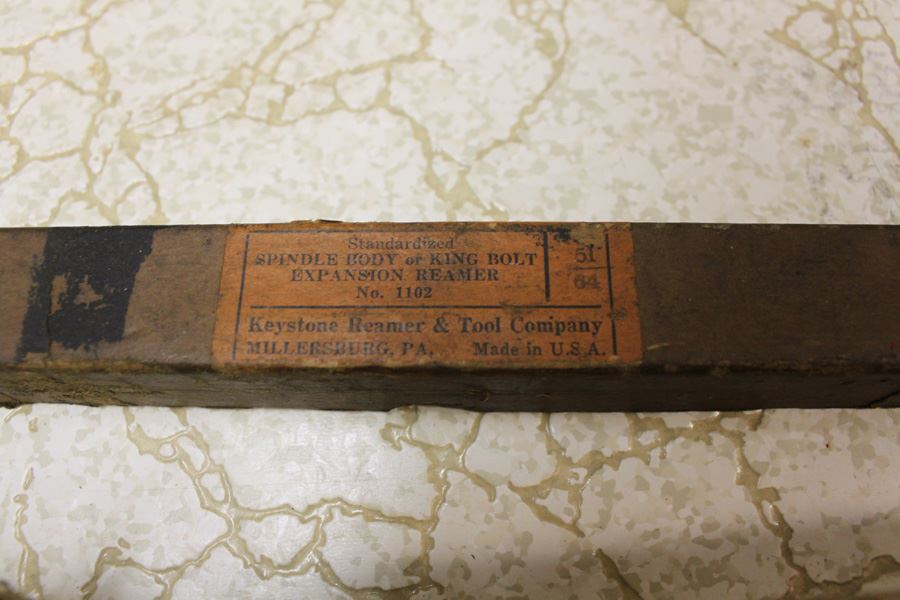 Standardized
SPINDLE BODY or KING BOLT
EXPANSION REAMER
No. 1102
51
64
Keystone Reamer & Tool Company
MILLERSBURG, PA. Made in U.S.A.